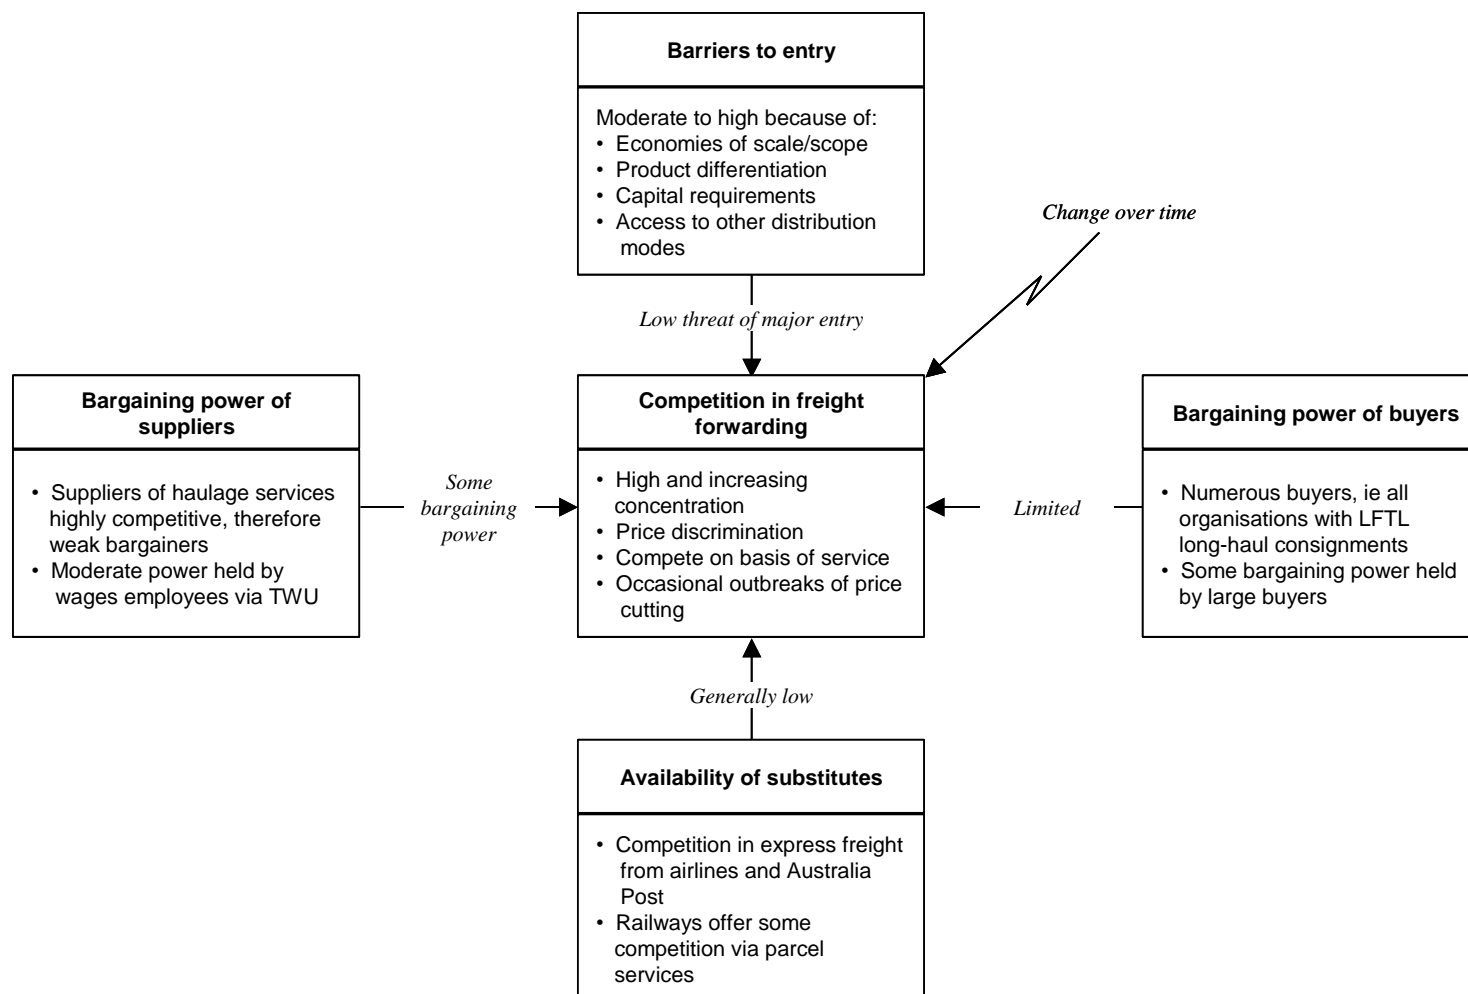 Barriers to entry
Moderate to high because of:
• Economies of scale/scope
• Product differentiation
• Capital requirements
• Access to other distribution
modes
Change over time
Low threat of major entry
Bargaining power of
suppliers
• Suppliers of haulage services
highly competitive, therefore
weak bargainers
• Moderate power held by
wages employees via TWU
Some
bargaining
power
Competition in freight
forwarding
• High and increasing
concentration
• Price discrimination
• Compete on basis of service
• Occasional outbreaks of price
cutting
Limited
Bargaining power of buyers
• Numerous buyers, ie all
organisations with LFTL
long-haul consignments
• Some bargaining power held
by large buyers
Generally low
Availability of substitutes
• Competition in express freight
from airlines and Australia
Post
• Railways offer some
competition via parcel
services